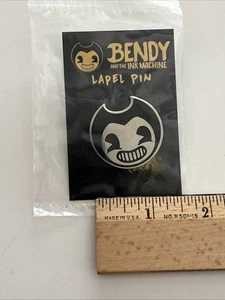 BENDY
AND THE INK MACHINE
LAPEL PIN
1 2
MADE IN U.S.A.